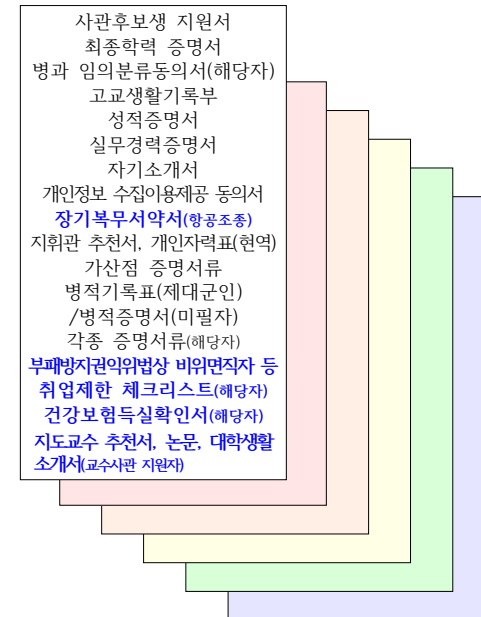 사관후보생 지원서
최종학력 증명서
병과 임의분류동의서(해당자)
고교생활기록부
성적증명서
실무경력증명서
자기소개서
개인정보 수집이용제공 동의서
장기복무서약서(항공조종)
지휘관 추천서, 개인자력표(현역)
가산점 증명서류
병적기록표(제대군인)
/병적증명서(미필자)
각종 증명서류(해당자)
부패방지권익위법상 비위면직자 등
취업제한 체크리스트(해당자)
건강보험득실확인서(해당자)
지도교수 추천서, 논문, 대학생활
소개서(교수사관 지원자)